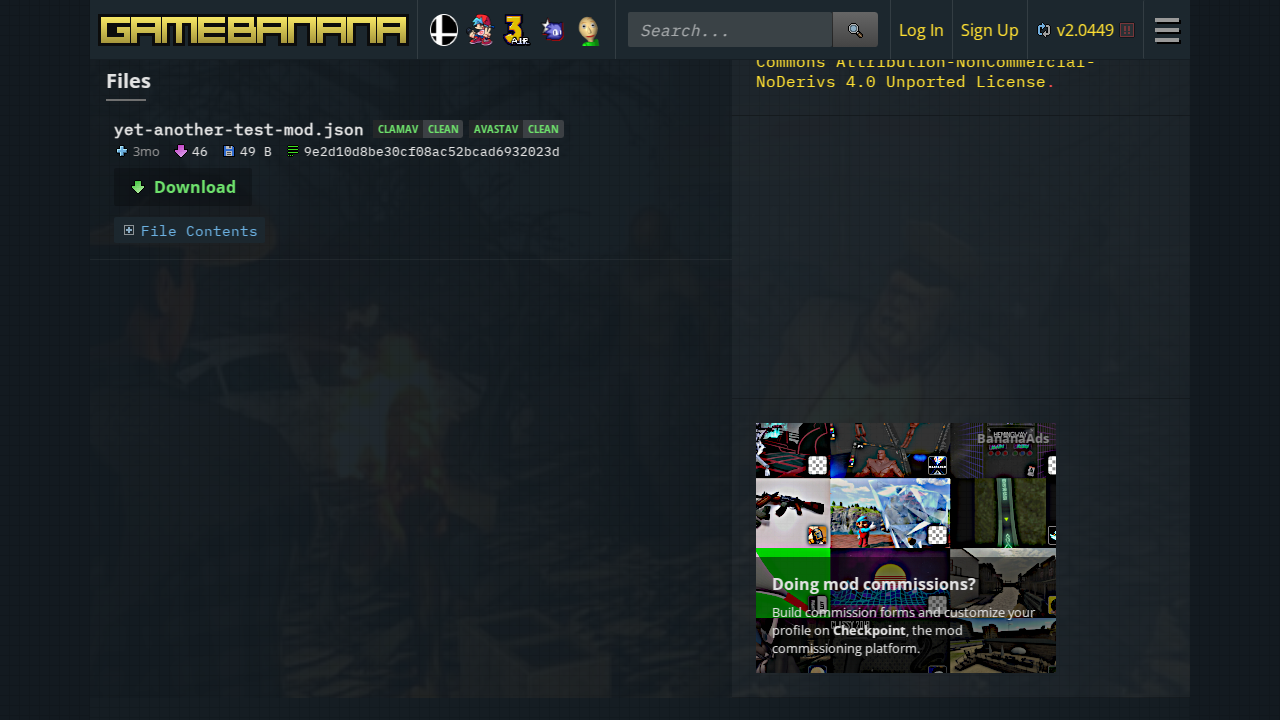 GAMEBANANA
Search...
Log In
Sign Up
v2.0449
Files
yet-another-test-mod.json CLAMAV CLEAN AVASTAV CLEAN
3mo 46 49 B 9e2d10d8be30cf08ac52bcad6932023d
Download
File Contents
Commons Attribution-NonCommercial-
NoDerivs 4.0 Unported License.
BananaAds
Doing mod commissions?
Build commission forms and customize your
profile on Checkpoint, the mod
commissioning platform.